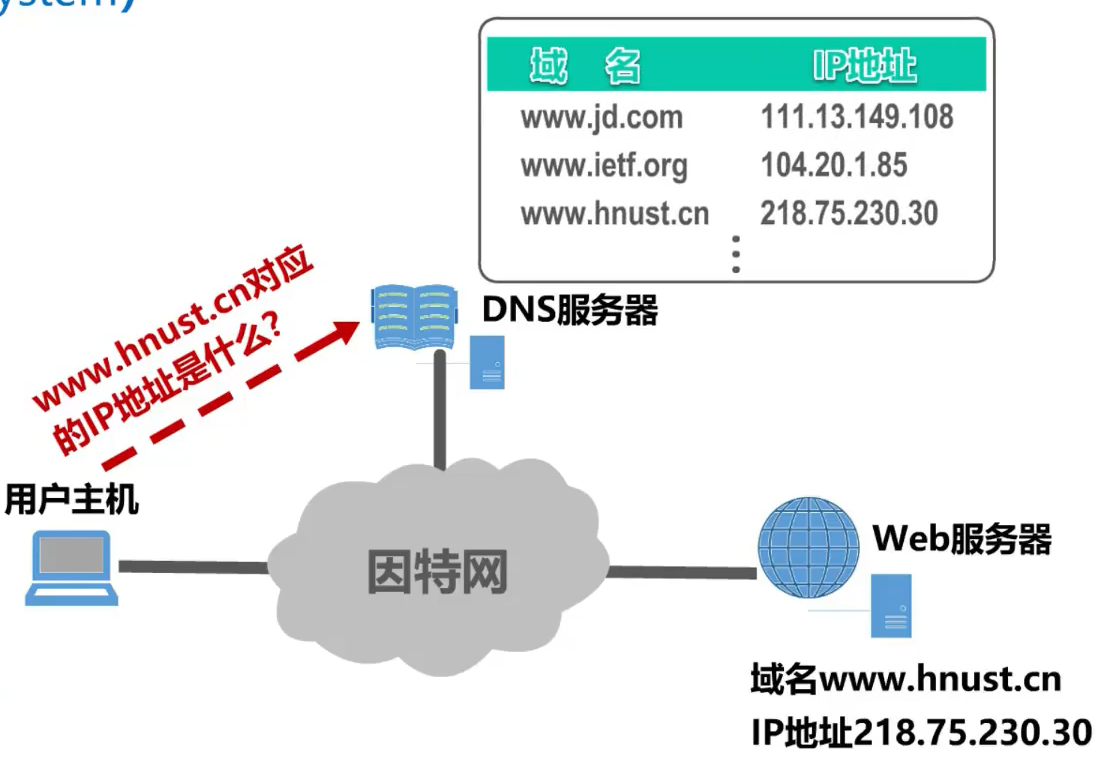 ystem)
域 名 IP地址
www.jd.com 111.13.149.108
www.ietf.org 104.20.1.85
www.hnust.cn 218.75.230.30
www.hnust.cn对应
的IP地址是什么?
DNS服务器
用户主机
因特网
Web服务器
域名www.hnust.cn
IP地址218.75.230.30